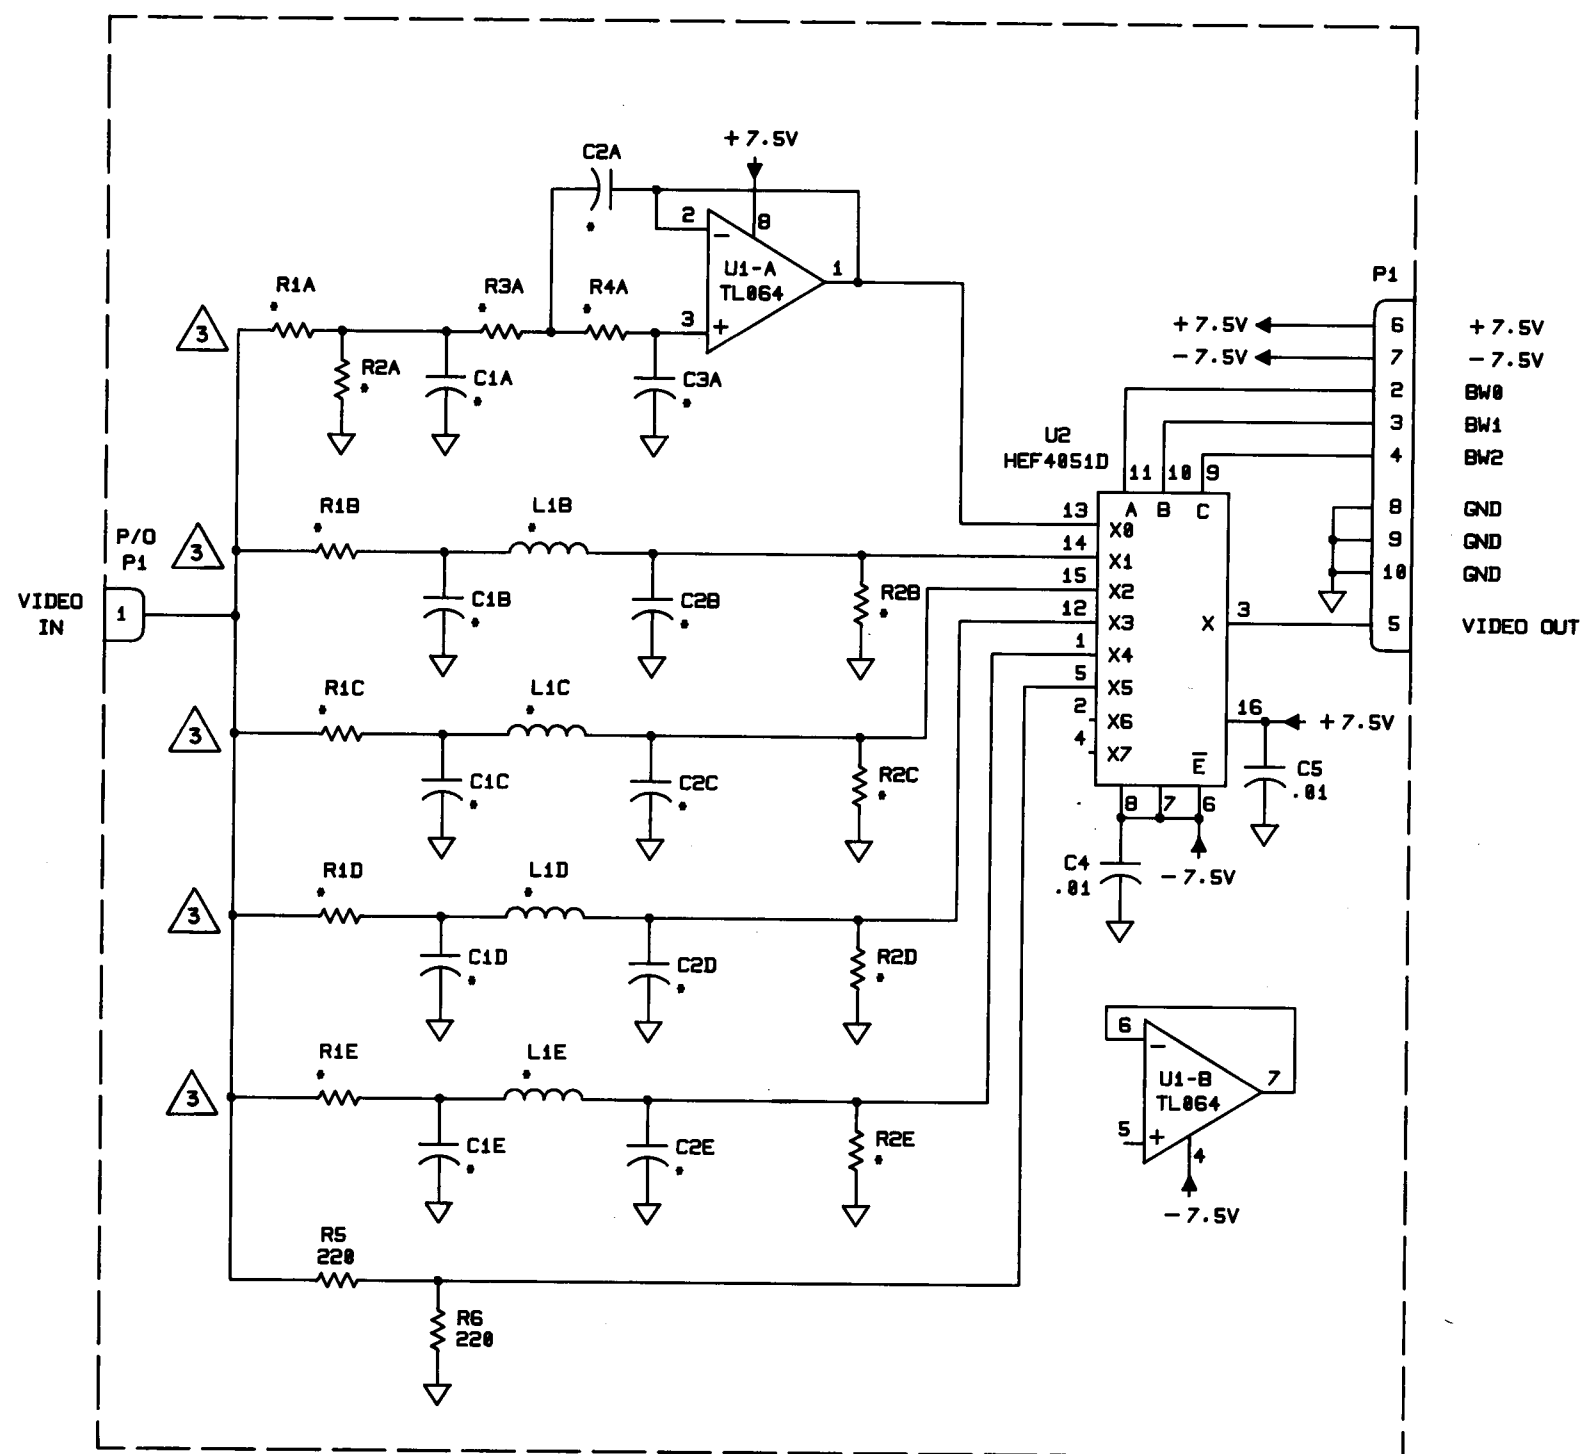 +7.5V
C2A
*
2
-
8
U1-A
TL064
1
3
+
R1A
*
R3A
*
R4A
*
3
R2A
*
C1A
*
C3A
*
P1
+7.5V
6
+7.5V
-7.5V
7
-7.5V
2
BW0
3
BW1
4
BW2
8
GND
9
GND
10
GND
5
VIDEO OUT
U2
HEF4051D
11
10
9
A
B
C
13
X0
14
X1
15
X2
12
X3
1
X4
5
X5
2
X6
4
X7
X
3
16
+7.5V
E
C5
.01
8
7
6
C4
.01
-7.5V
P/O
P1
VIDEO
IN
1
3
R1B
*
L1B
*
C1B
*
C2B
*
R2B
*
3
R1C
*
L1C
*
C1C
*
C2C
*
R2C
*
3
R1D
*
L1D
*
C1D
*
C2D
*
R2D
*
3
R1E
*
L1E
*
C1E
*
C2E
*
R2E
*
6
-
U1-B
TL064
7
5
+
4
-7.5V
R5
220
R6
220